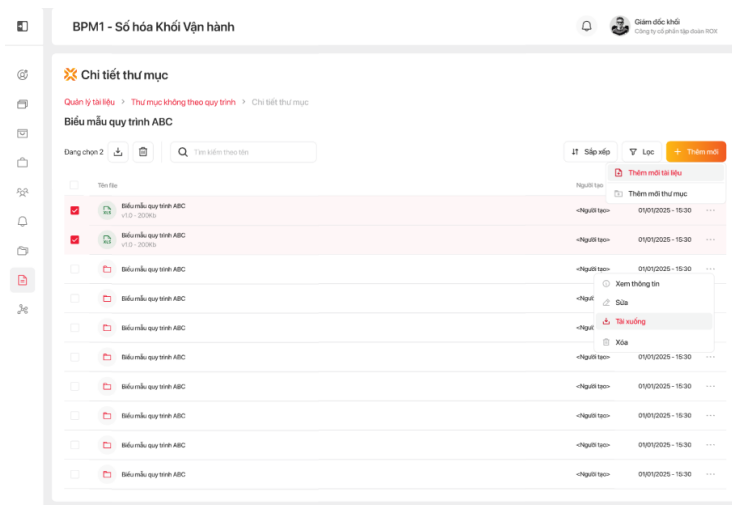 BPM1 - Số hóa Khối Vận hành
Giám đốc khối
Công ty cổ phần tập đoàn ROX
Chi tiết thư mục
Quản lý tài liệu > Thư mục không theo quy trình > Chi tiết thư mục
Biểu mẫu quy trình ABC
Đang chọn 2
Tìm kiếm theo tên
Sắp xếp
Lọc
+ Thêm mới
Thêm mới tài liệu
Thêm mới thư mục
Tên file
Người tạo
XLS
Biểu mẫu quy trình ABC
v1.0 - 200Kb
<Người tạo>
01/01/2025 - 15:30
XLS
Biểu mẫu quy trình ABC
v1.0 - 200Kb
<Người tạo>
01/01/2025 - 15:30
Biểu mẫu quy trình ABC
<Người tạo>
01/01/2025 - 15:30
Xem thông tin
Sửa
Tải xuống
Xóa
Biểu mẫu quy trình ABC
<Người
Biểu mẫu quy trình ABC
<Người
Biểu mẫu quy trình ABC
<Người tạo>
01/01/2025 - 15:30
Biểu mẫu quy trình ABC
<Người tạo>
01/01/2025 - 15:30
Biểu mẫu quy trình ABC
<Người tạo>
01/01/2025 - 15:30
Biểu mẫu quy trình ABC
<Người tạo>
01/01/2025 - 15:30
Biểu mẫu quy trình ABC
<Người tạo>
01/01/2025 - 15:30